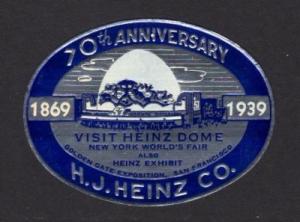 70th ANNIVERSARY
1869 1939
VISIT HEINZ DOME
NEW YORK WORLD'S FAIR
ALSO
HEINZ EXHIBIT
GOLDEN GATE EXPOSITION, SAN FRANCISCO
H.J. HEINZ CO.